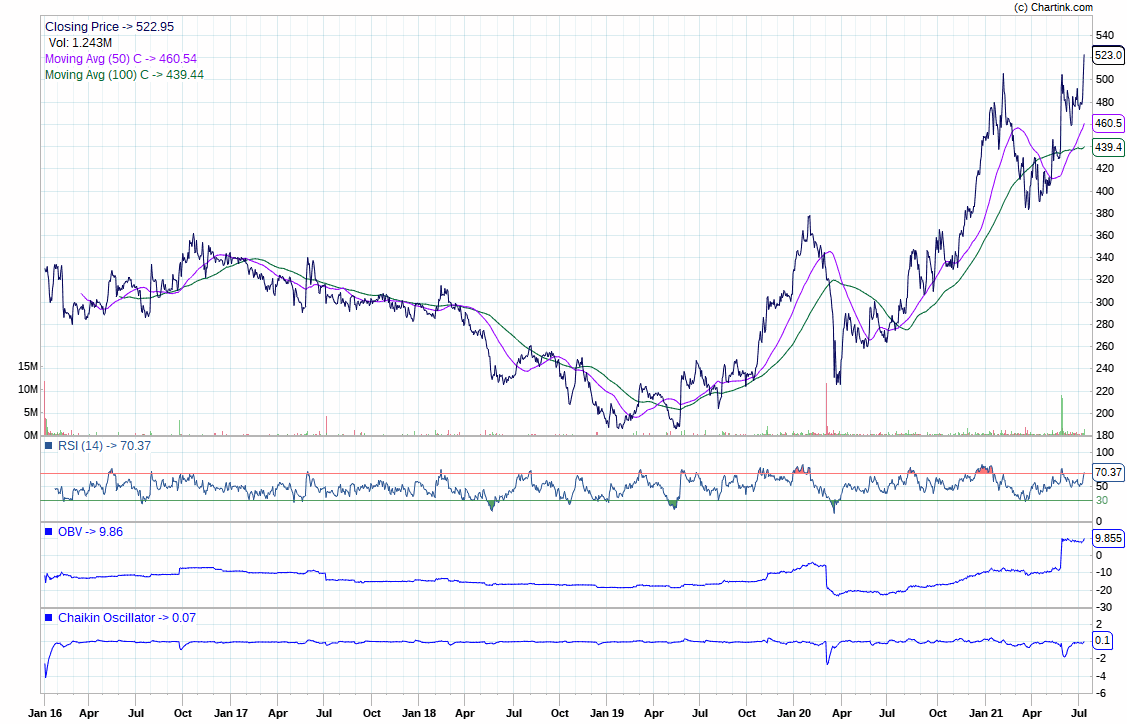 (c) Chartink.com
Closing Price -> 522.95
Vol: 1.243M
Moving Avg (50) C -> 460.54
Moving Avg (100) C -> 439.44
540
523.0
500
480
460.5
439.4
420
400
380
360
340
320
300
280
260
240
220
200
180
15M
10M
5M
0M
RSI (14) -> 70.37
100
70.37
50
30
0
OBV -> 9.86
9.855
0
-10
-20
-30
Chaikin Oscillator -> 0.07
2
0.1
-2
-4
-6
Jan 16 Apr Jul Oct Jan 17 Apr Jul Oct Jan 18 Apr Jul Oct Jan 19 Apr Jul Oct Jan 20 Apr Jul Oct Jan 21 Apr Jul